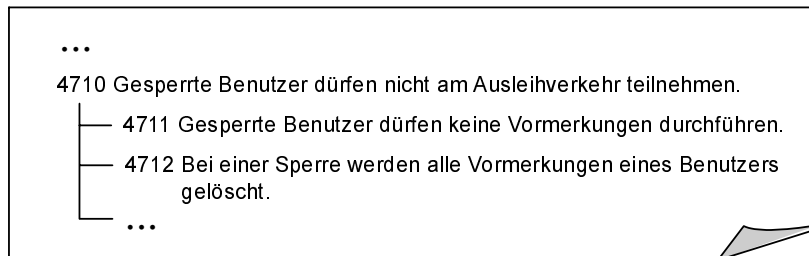 ...
4710 Gesperrte Benutzer dürfen nicht am Ausleihverkehr teilnehmen.
4711 Gesperrte Benutzer dürfen keine Vormerkungen durchführen.
4712 Bei einer Sperre werden alle Vormerkungen eines Benutzers
gelöscht.
...